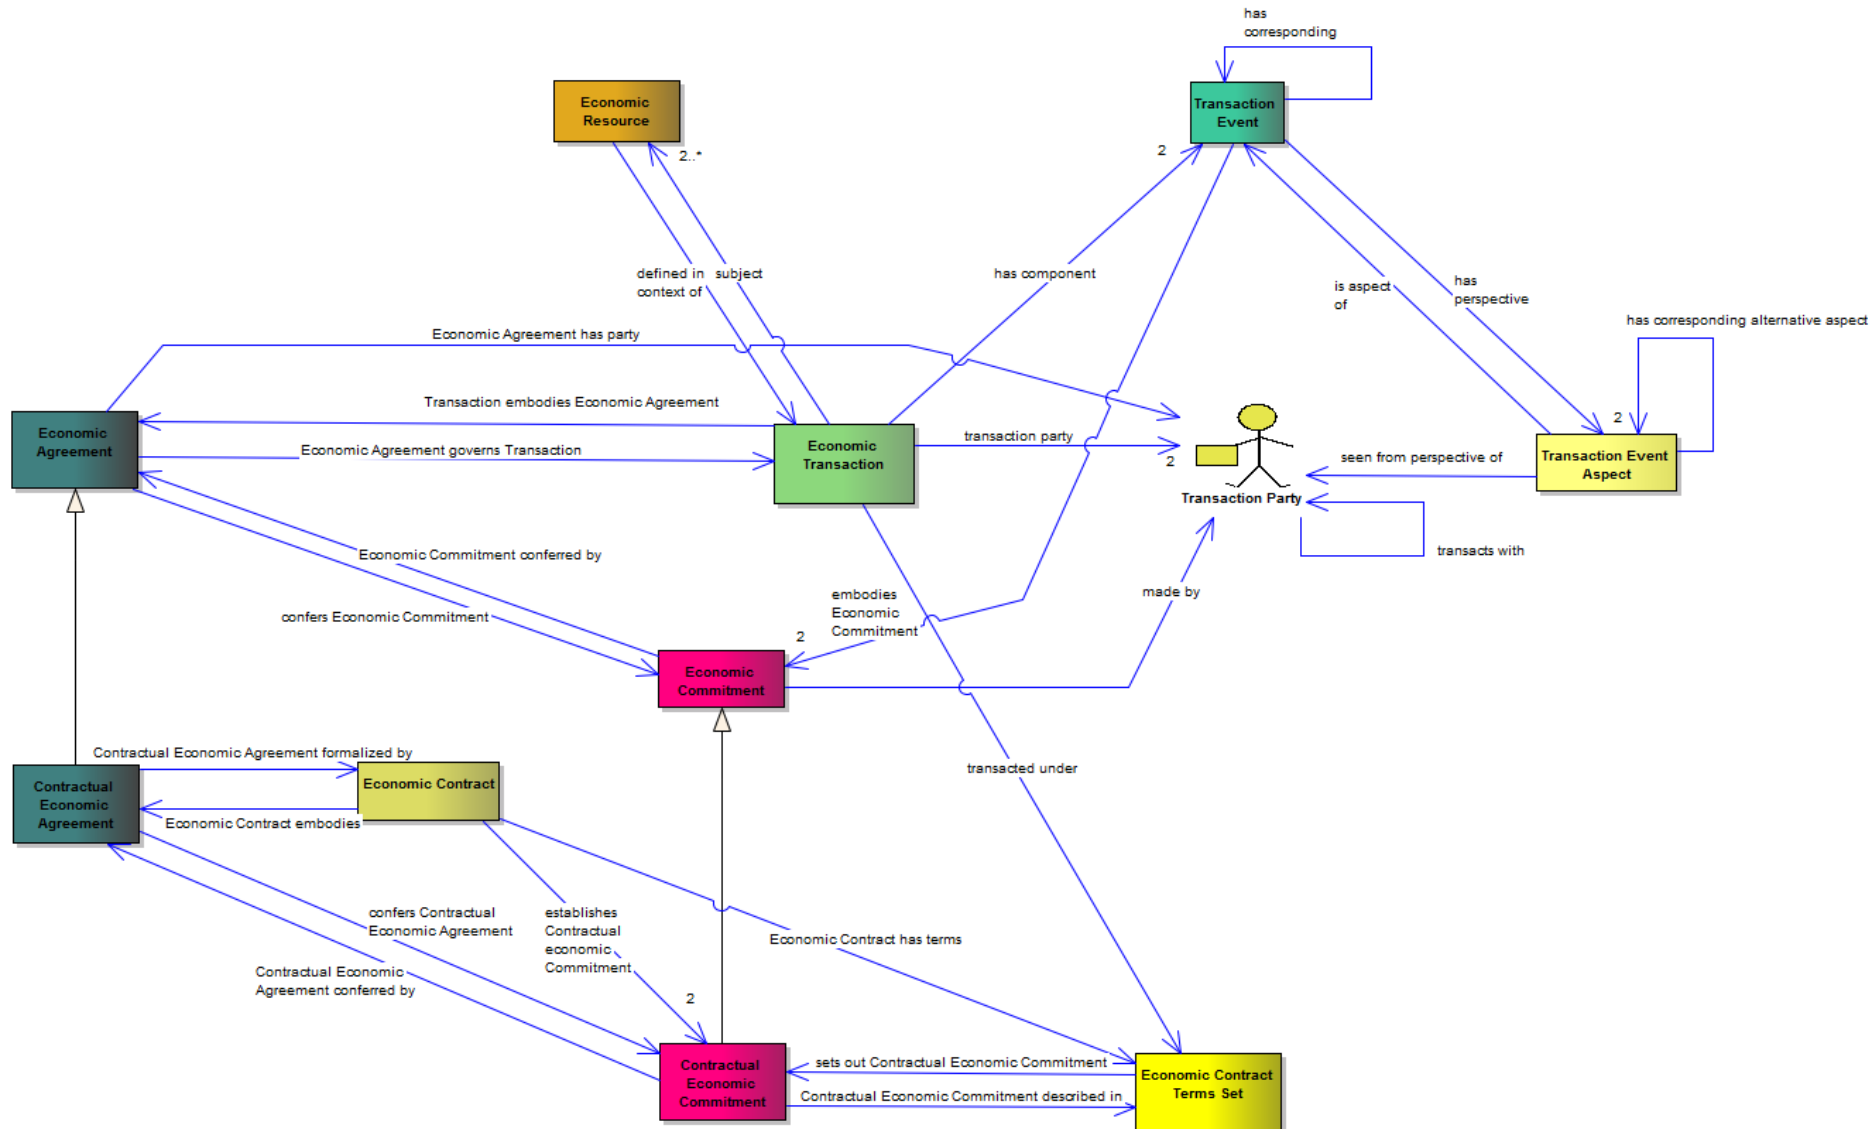 has
corresponding
Economic
Resource
Transaction
Event
2..*
2
defined in
context of
subject
has component
is aspect
of
has
perspective
has corresponding alternative aspect
Economic Agreement has party
Transaction embodies Economic Agreement
2
Economic
Agreement
Economic Agreement governs Transaction
Economic
Transaction
transaction party
2
seen from perspective of
Transaction Event
Aspect
Transaction Party
transacts with
Economic Commitment conferred by
confers Economic Commitment
embodies
Economic
Commitment
made by
2
Economic
Commitment
Contractual Economic Agreement formalized by
transacted under
Contractual
Economic
Agreement
Economic Contract
Economic Contract embodies
confers Contractual
Economic Agreement
establishes
Contractual
economic
Commitment
Economic Contract has terms
Contractual Economic
Agreement conferred by
2
Contractual
Economic
Commitment
sets out Contractual Economic Commitment
Contractual Economic Commitment described in
Economic Contract
Terms Set